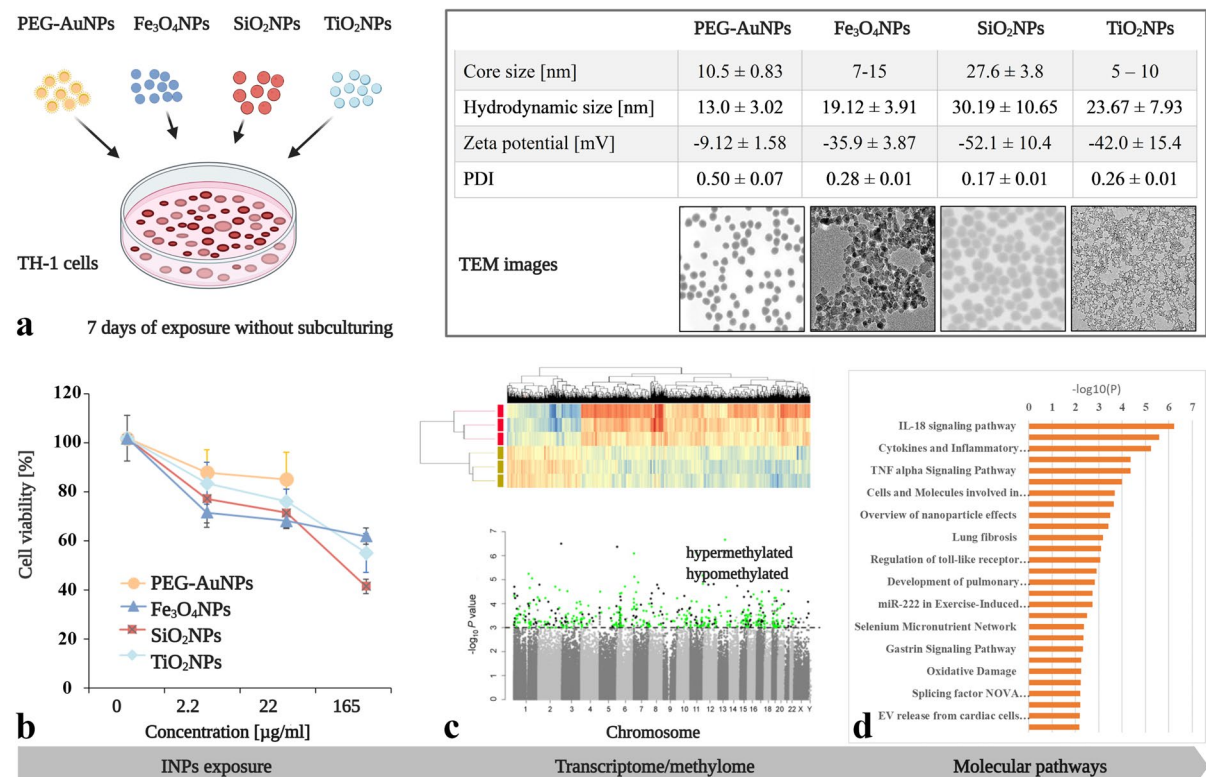 PEG-AuNPs Fe₃O₄NPs SiO₂NPs TiO₂NPs
TH-1 cells
a 7 days of exposure without subculturing
PEG-AuNPs Fe₃O₄NPs SiO₂NPs TiO₂NPs
Core size [nm] 10.5 ± 0.83 7-15 27.6 ± 3.8 5 – 10
Hydrodynamic size [nm] 13.0 ± 3.02 19.12 ± 3.91 30.19 ± 10.65 23.67 ± 7.93
Zeta potential [mV] -9.12 ± 1.58 -35.9 ± 3.87 -52.1 ± 10.4 -42.0 ± 15.4
PDI 0.50 ± 0.07 0.28 ± 0.01 0.17 ± 0.01 0.26 ± 0.01
TEM images
120
100
80
60
40
20
0
Cell viability [%]
PEG-AuNPs
Fe₃O₄NPs
SiO₂NPs
TiO₂NPs
0 2.2 22 165
b Concentration [µg/ml]
7
6
5
4
3
2
1
0
-log₁₀ P value
hypermethylated
hypomethylated
1 2 3 4 5 6 7 8 9 10 11 12 13 14 15 16 18 20 22 X Y
c Chromosome
-log10(P)
0 1 2 3 4 5 6 7
IL-18 signaling pathway
Cytokines and Inflammatory…
TNF alpha Signaling Pathway
Cells and Molecules involved in…
Overview of nanoparticle effects
Lung fibrosis
Regulation of toll-like receptor…
Development of pulmonary…
miR-222 in Exercise-Induced…
Selenium Micronutrient Network
Gastrin Signaling Pathway
Oxidative Damage
Splicing factor NOVA…
d EV release from cardiac cells…
INPs exposure Transcriptome/methylome Molecular pathways